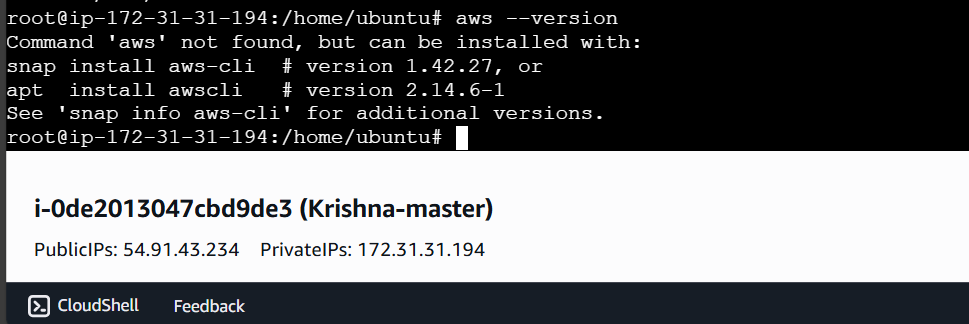 root@ip-172-31-31-194:/home/ubuntu# aws --version
Command 'aws' not found, but can be installed with:
snap install aws-cli  # version 1.42.27, or
apt  install awscli   # version 2.14.6-1
See 'snap info aws-cli' for additional versions.
root@ip-172-31-31-194:/home/ubuntu#
i-0de2013047cbd9de3 (Krishna-master)
PublicIPs: 54.91.43.234    PrivateIPs: 172.31.31.194
CloudShell    Feedback